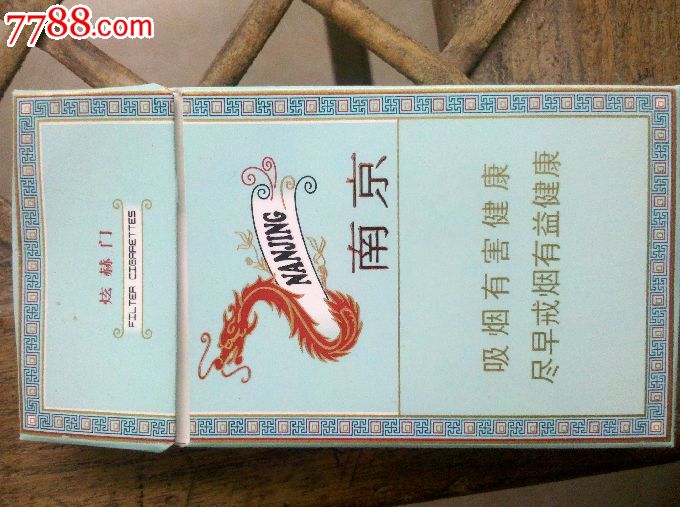 7788.com
炫赫门
FILTER CIGARETTES
NANJING
南京
吸烟有害健康
尽早戒烟有益健康